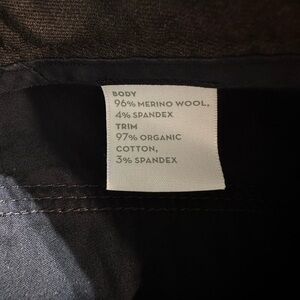 BODY
96% MERINO WOOL,
4% SPANDEX
TRIM
97% ORGANIC
COTTON,
3% SPANDEX